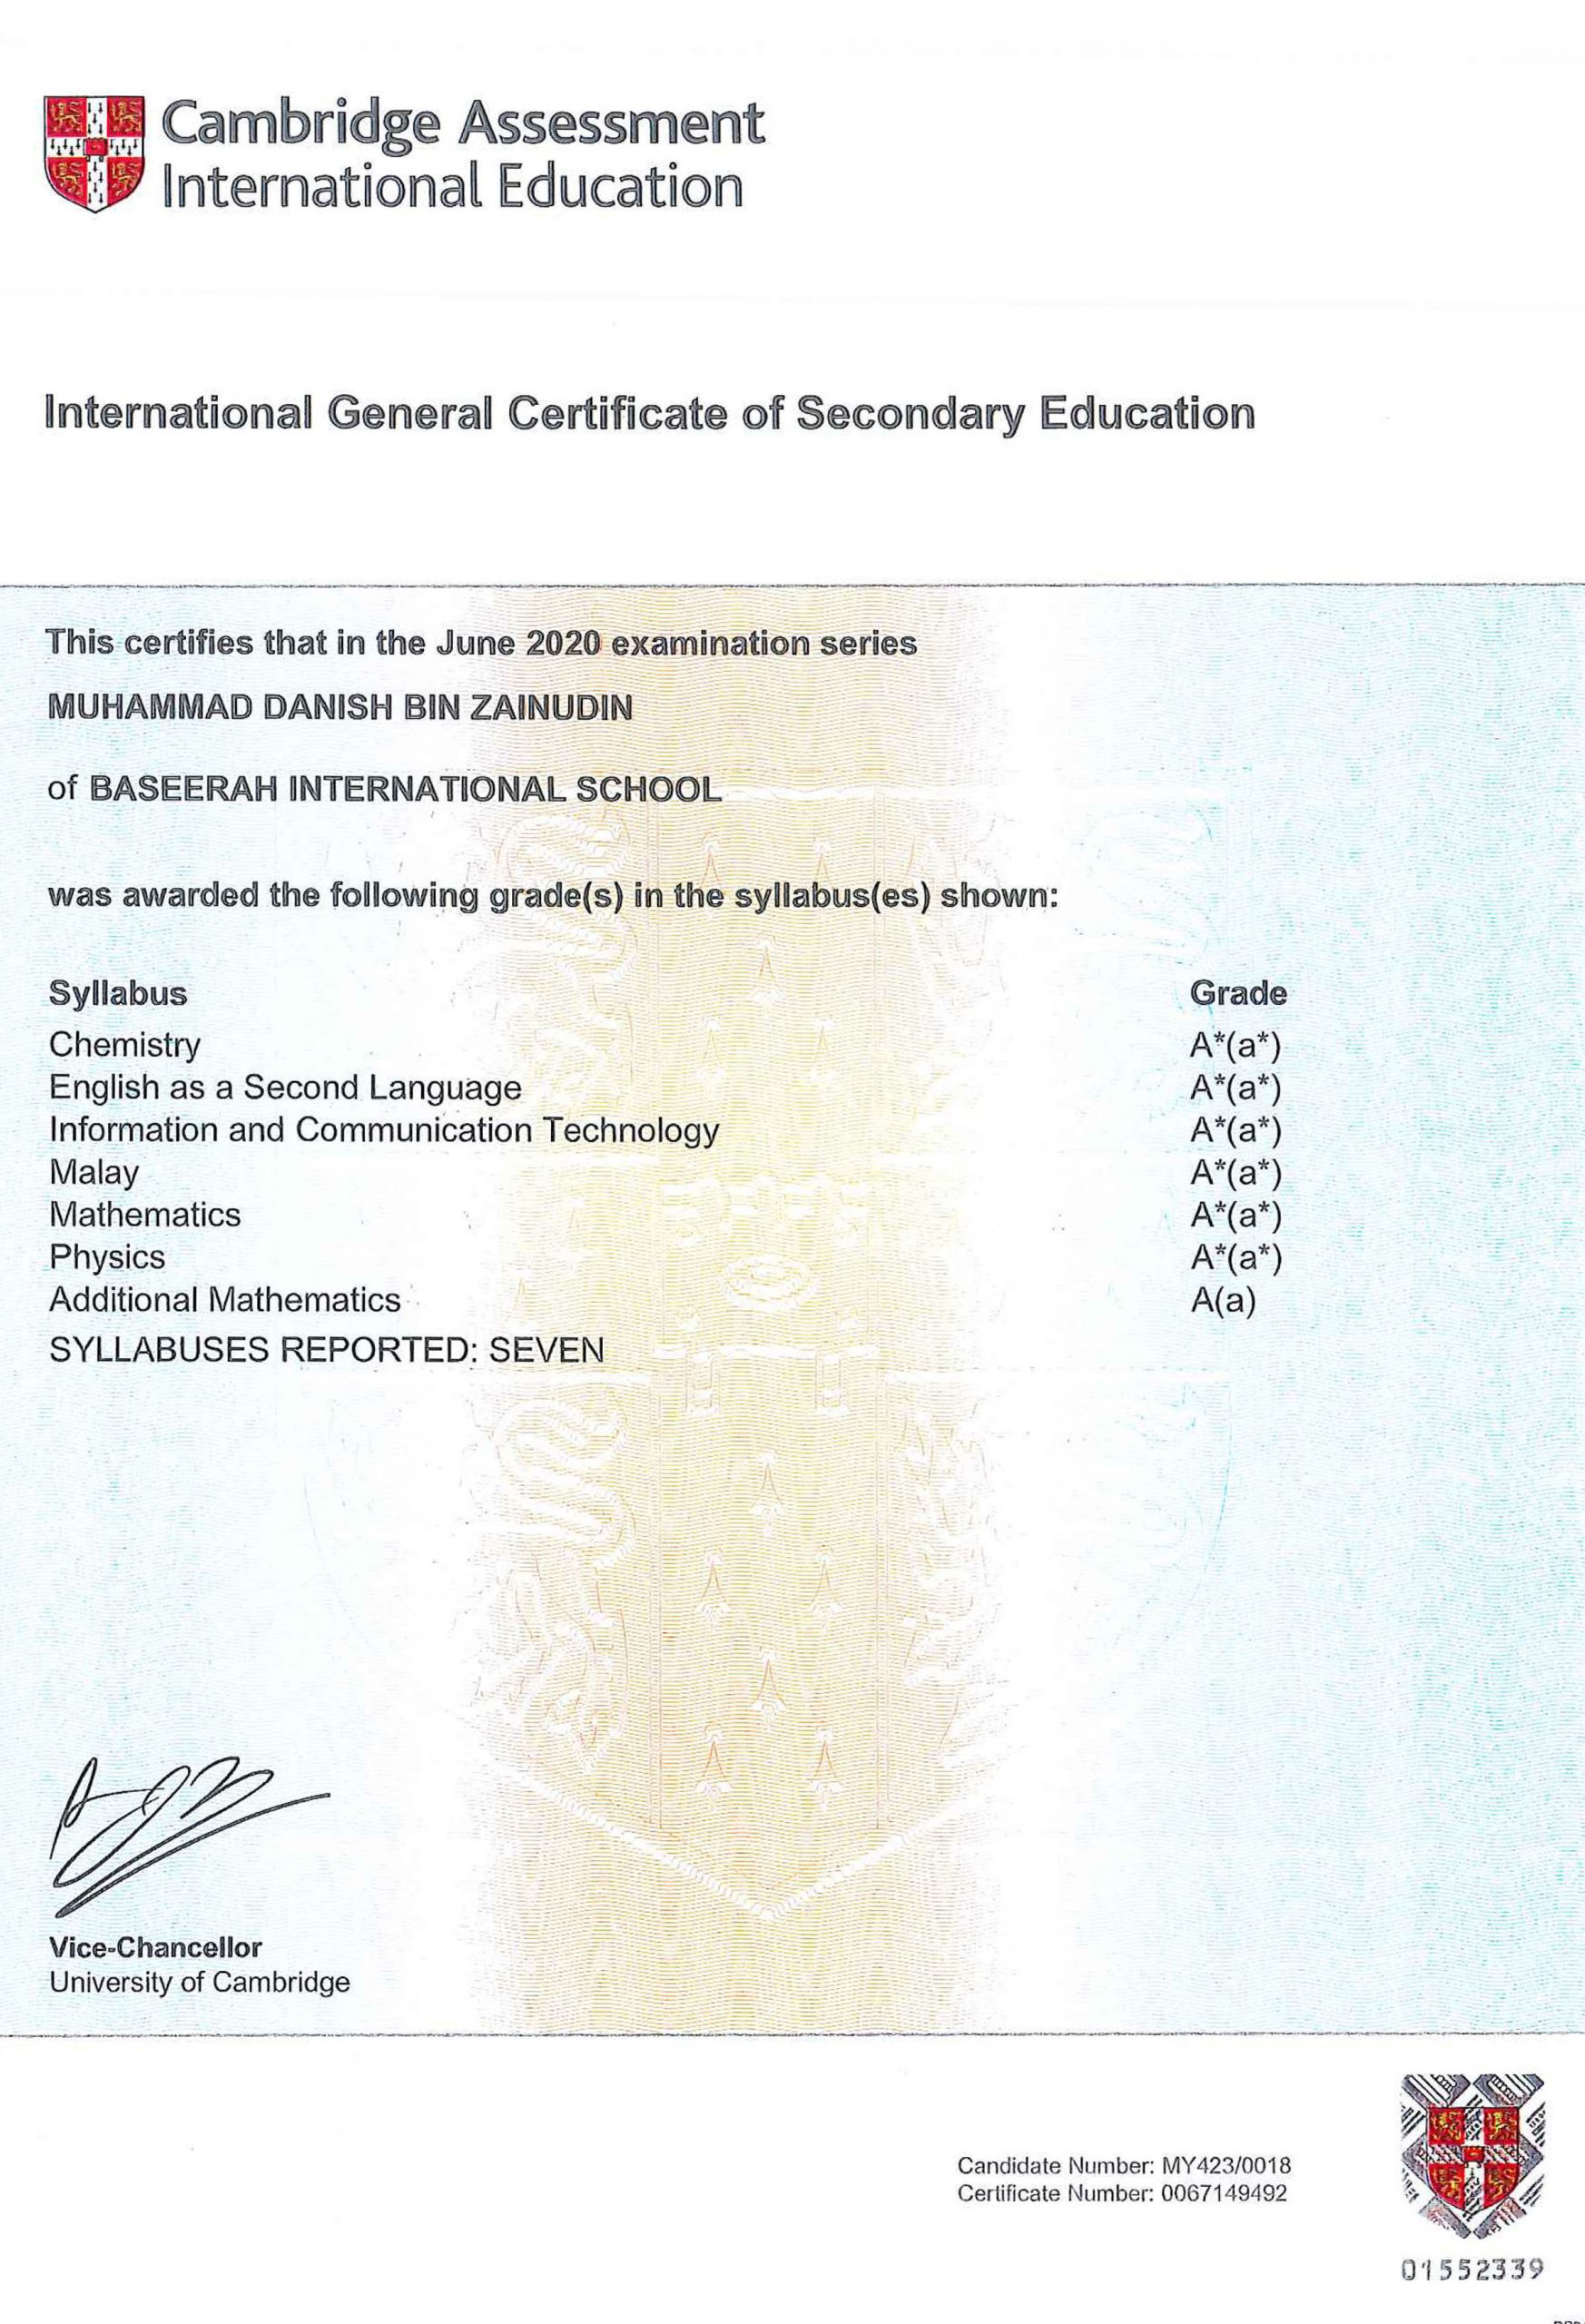 Cambridge Assessment
International Education
International General Certificate of Secondary Education
This certifies that in the June 2020 examination series
MUHAMMAD DANISH BIN ZAINUDIN
of BASEERAH INTERNATIONAL SCHOOL
was awarded the following grade(s) in the syllabus(es) shown:
Syllabus Grade
Chemistry A*(a*)
English as a Second Language A*(a*)
Information and Communication Technology A*(a*)
Malay A*(a*)
Mathematics A*(a*)
Physics A*(a*)
Additional Mathematics A(a)
SYLLABUSES REPORTED: SEVEN
Vice-Chancellor
University of Cambridge
Candidate Number: MY423/0018
Certificate Number: 0067149492
01552339